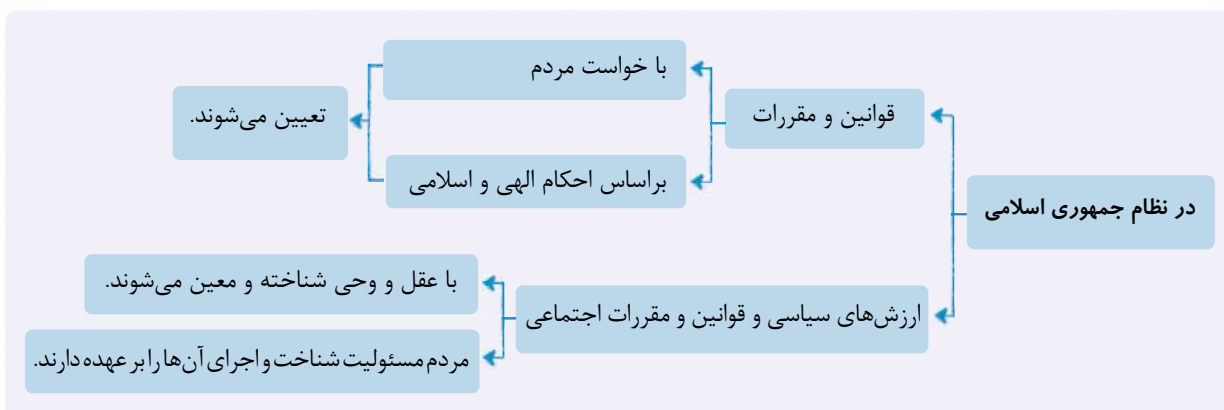 در نظام جمهوری اسلامی
قوانین و مقررات
با خواست مردم
براساس احکام الهی و اسلامی
تعیین می‌شوند.
ارزش‌های سیاسی و قوانین و مقررات اجتماعی
با عقل و وحی شناخته و معین می‌شوند.
مردم مسئولیت شناخت و اجرای آن‌ها را بر عهده دارند.